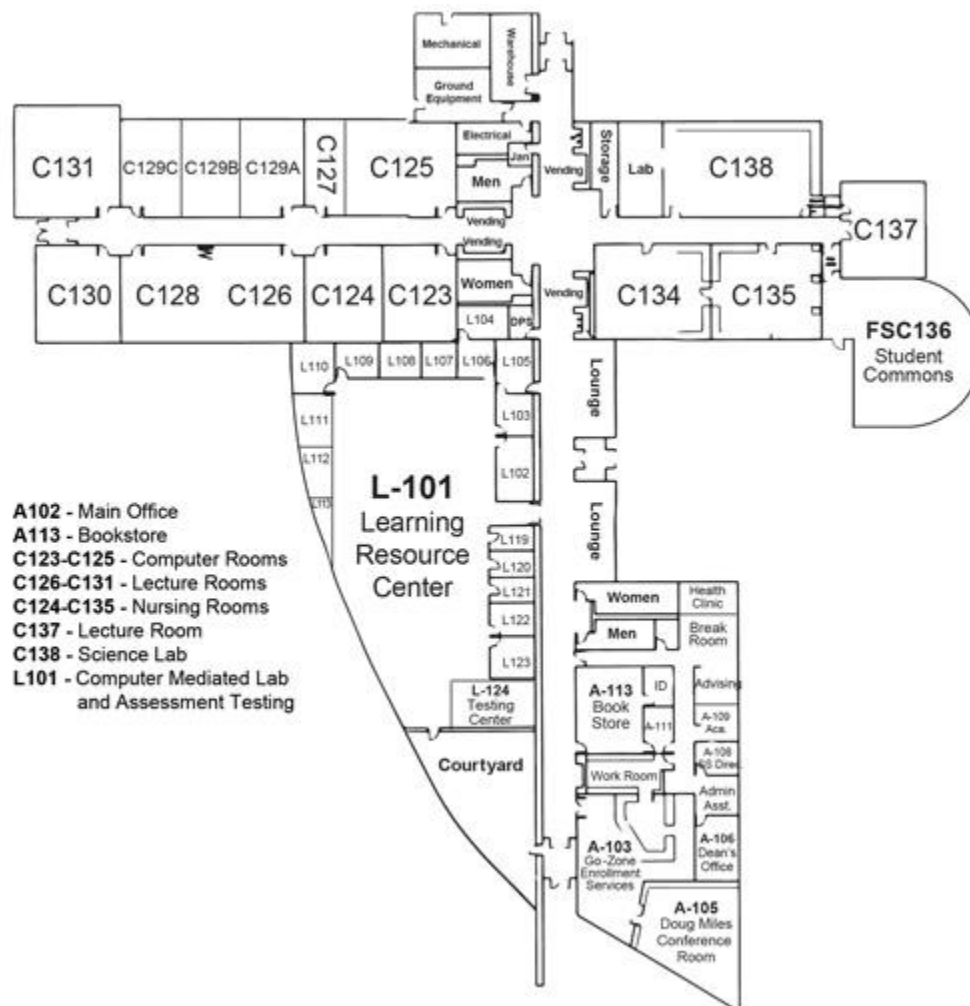 Mechanical
Warehouse
Ground
Equipment
Electrical
Jan
Men
Vending
Storage
Lab
C138
C131
C129C
C129B
C129A
C127
C125
C137
Vending
Vending
C130
C128
C126
C124
C123
Women
Vending
C134
C135
L104
DPS
FSC136
Student
Commons
L110
L109
L108
L107
L106
L105
Lounge
L111
L103
L112
L102
L113
L-101
Learning
Resource
Center
Lounge
A102 - Main Office
A113 - Bookstore
C123-C125 - Computer Rooms
C126-C131 - Lecture Rooms
C124-C135 - Nursing Rooms
C137 - Lecture Room
C138 - Science Lab
L101 - Computer Mediated Lab
and Assessment Testing
L119
L120
L121
L122
L123
L-124
Testing
Center
Courtyard
Women
Health
Clinic
Men
Break
Room
A-113
Book
Store
ID
Advising
A-111
A-109
Aca.
A-108
SS Direc.
Work Room
Admin
Asst.
A-103
Go-Zone
Enrollment
Services
A-106
Dean's
Office
A-105
Doug Miles
Conference
Room